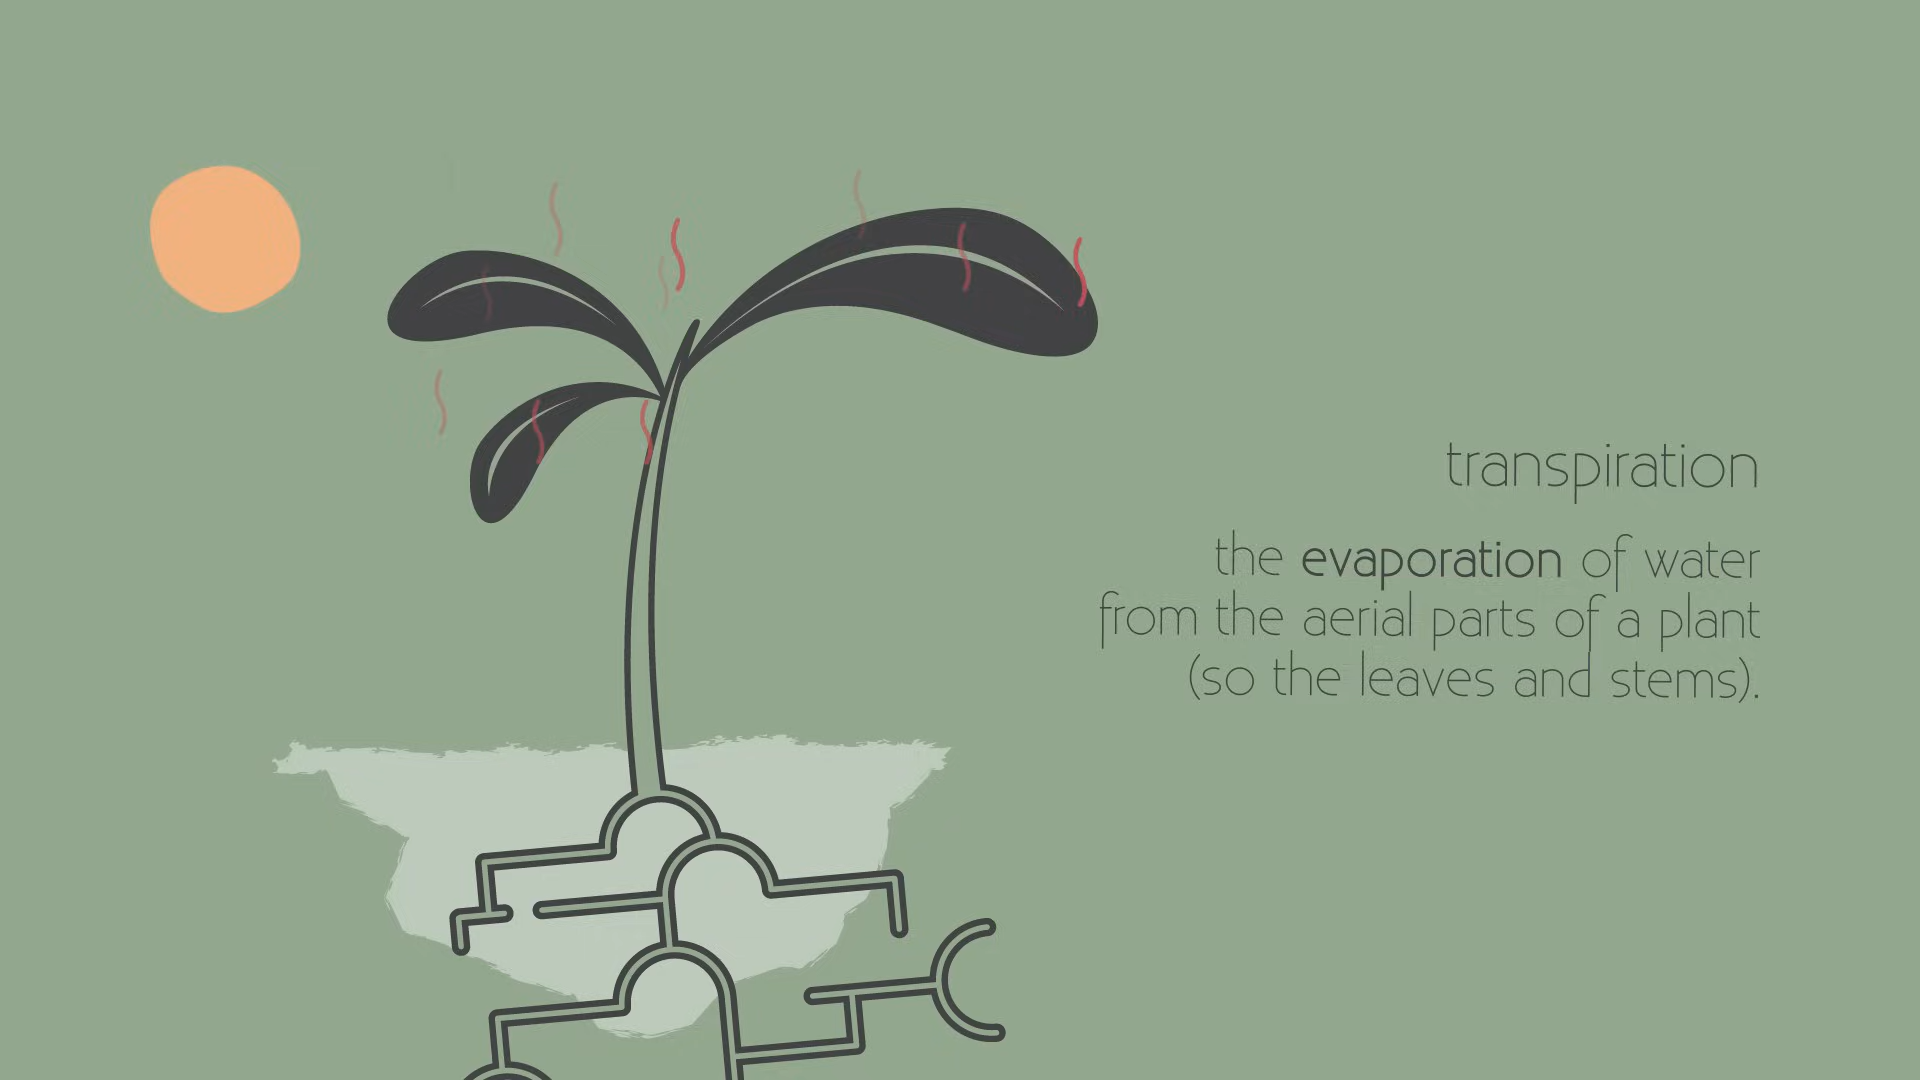 transpiration
the evaporation of water
from the aerial parts of a plant
(so the leaves and stems).